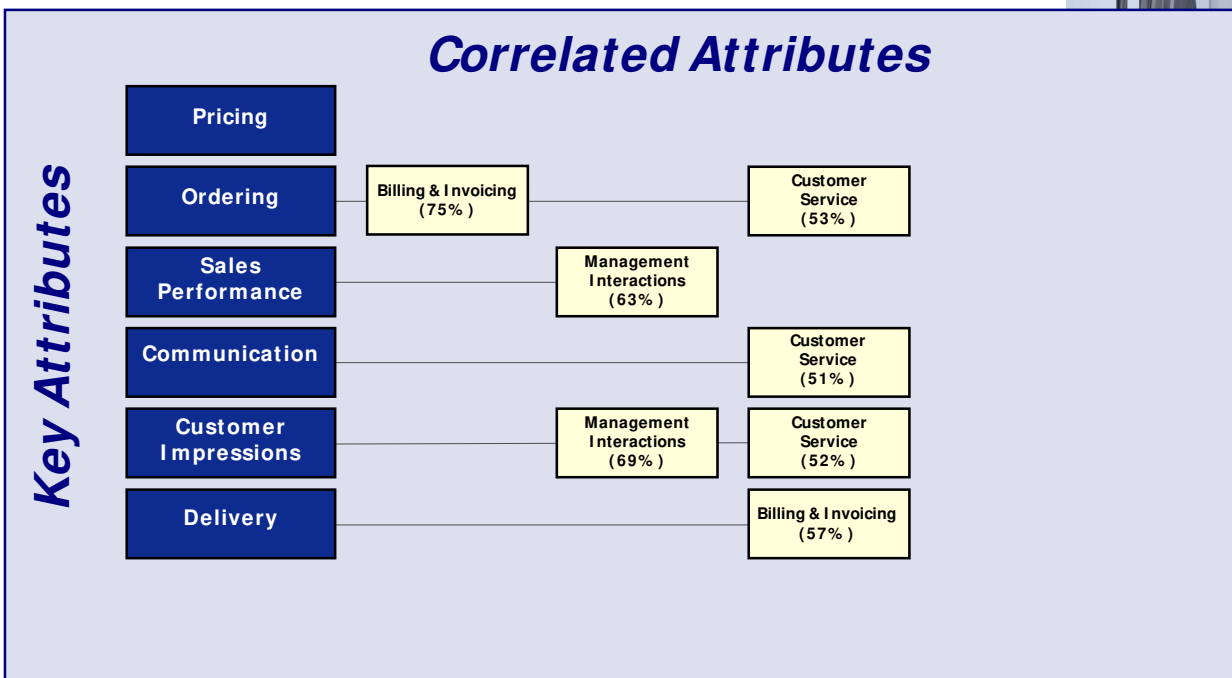 Correlated Attributes
Key Attributes
Pricing
Ordering
Billing & Invoicing
(75%)
Customer
Service
(53%)
Sales
Performance
Management
Interactions
(63%)
Communication
Customer
Service
(51%)
Customer
Impressions
Management
Interactions
(69%)
Customer
Service
(52%)
Delivery
Billing & Invoicing
(57%)